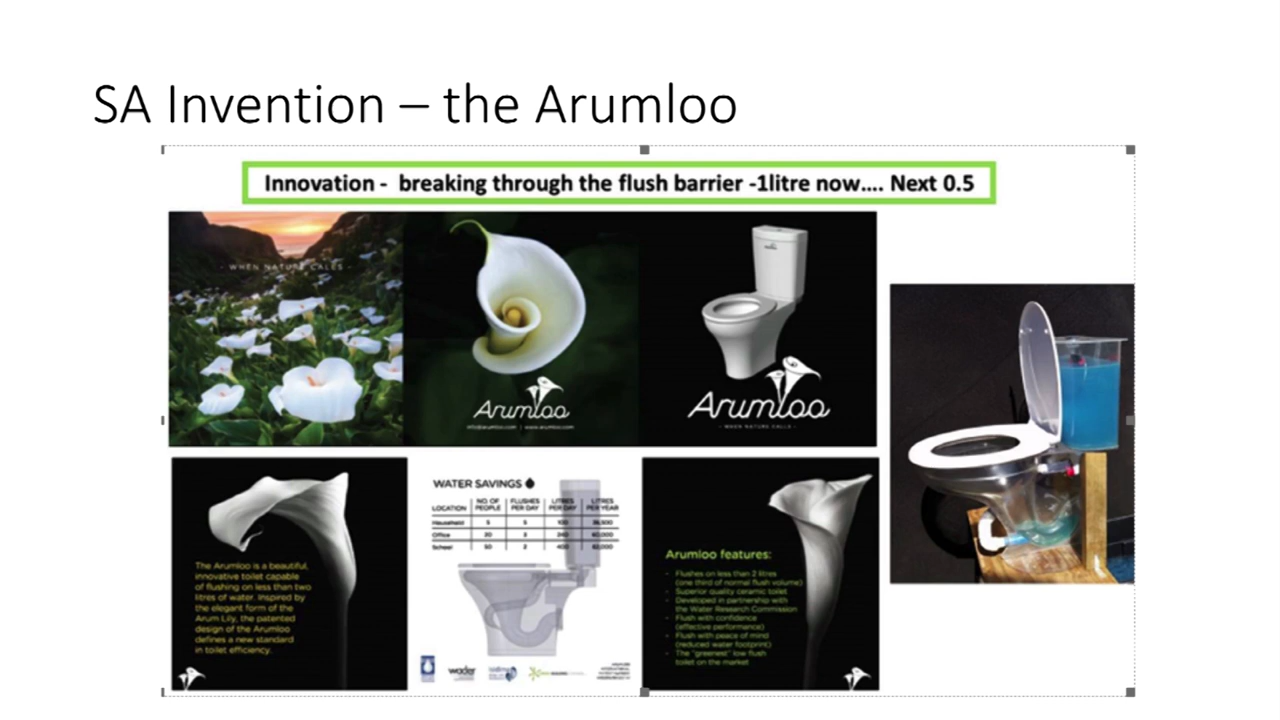 SA Invention – the Arumloo
Innovation - breaking through the flush barrier -1litre now.... Next 0.5
- WHEN NATURE CALLS -
Arumloo
info@arumloo.com | www.arumloo.com
Arumloo
- WHEN NATURE CALLS -
The Arumloo is a beautiful,
innovative toilet capable
of flushing on less than two
litres of water. Inspired by
the elegant form of the
Arum Lily, the patented
design of the Arumloo
defines a new standard
in toilet efficiency.
WATER SAVINGS
LOCATION NO. OF PEOPLE FLUSHES PER DAY LITRES PER DAY LITRES PER YEAR
Household 5 5 100 36,500
Office 20 3 240 60,000
School 50 2 400
Arumloo features:
- Flushes on less than 2 litres
(one third of normal flush volume)
- Superior quality ceramic toilet
- Developed in partnership with
the Water Research Commission
- Flush with confidence
(effective performance)
- Flush with peace of mind
(reduced water footprint)
- The "greenest" low flush
toilet on the market
wader